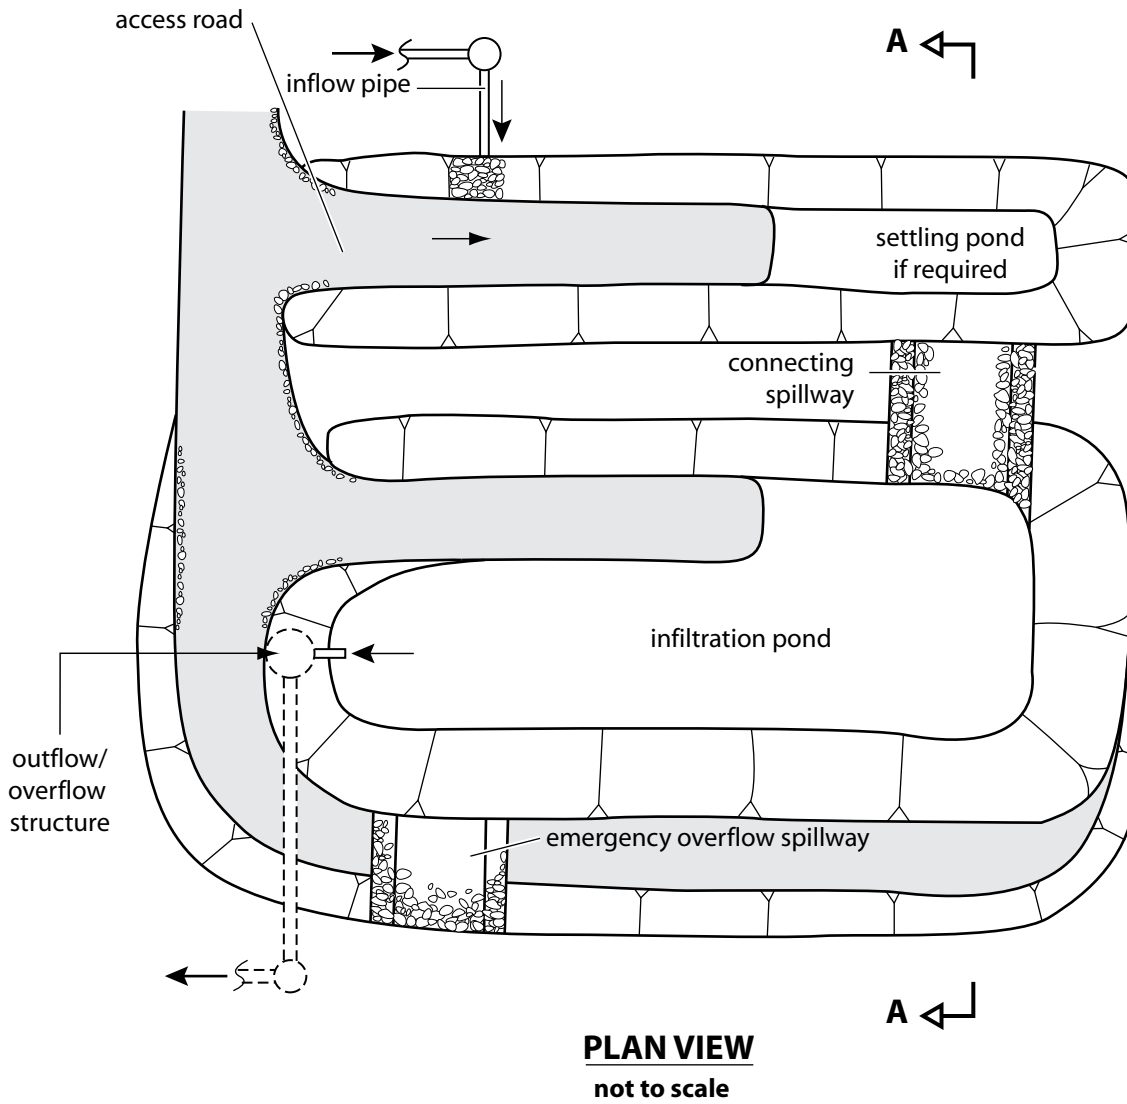 access road
A
inflow pipe
settling pond
if required
connecting
spillway
infiltration pond
outflow/
overflow
structure
emergency overflow spillway
A
PLAN VIEW
not to scale